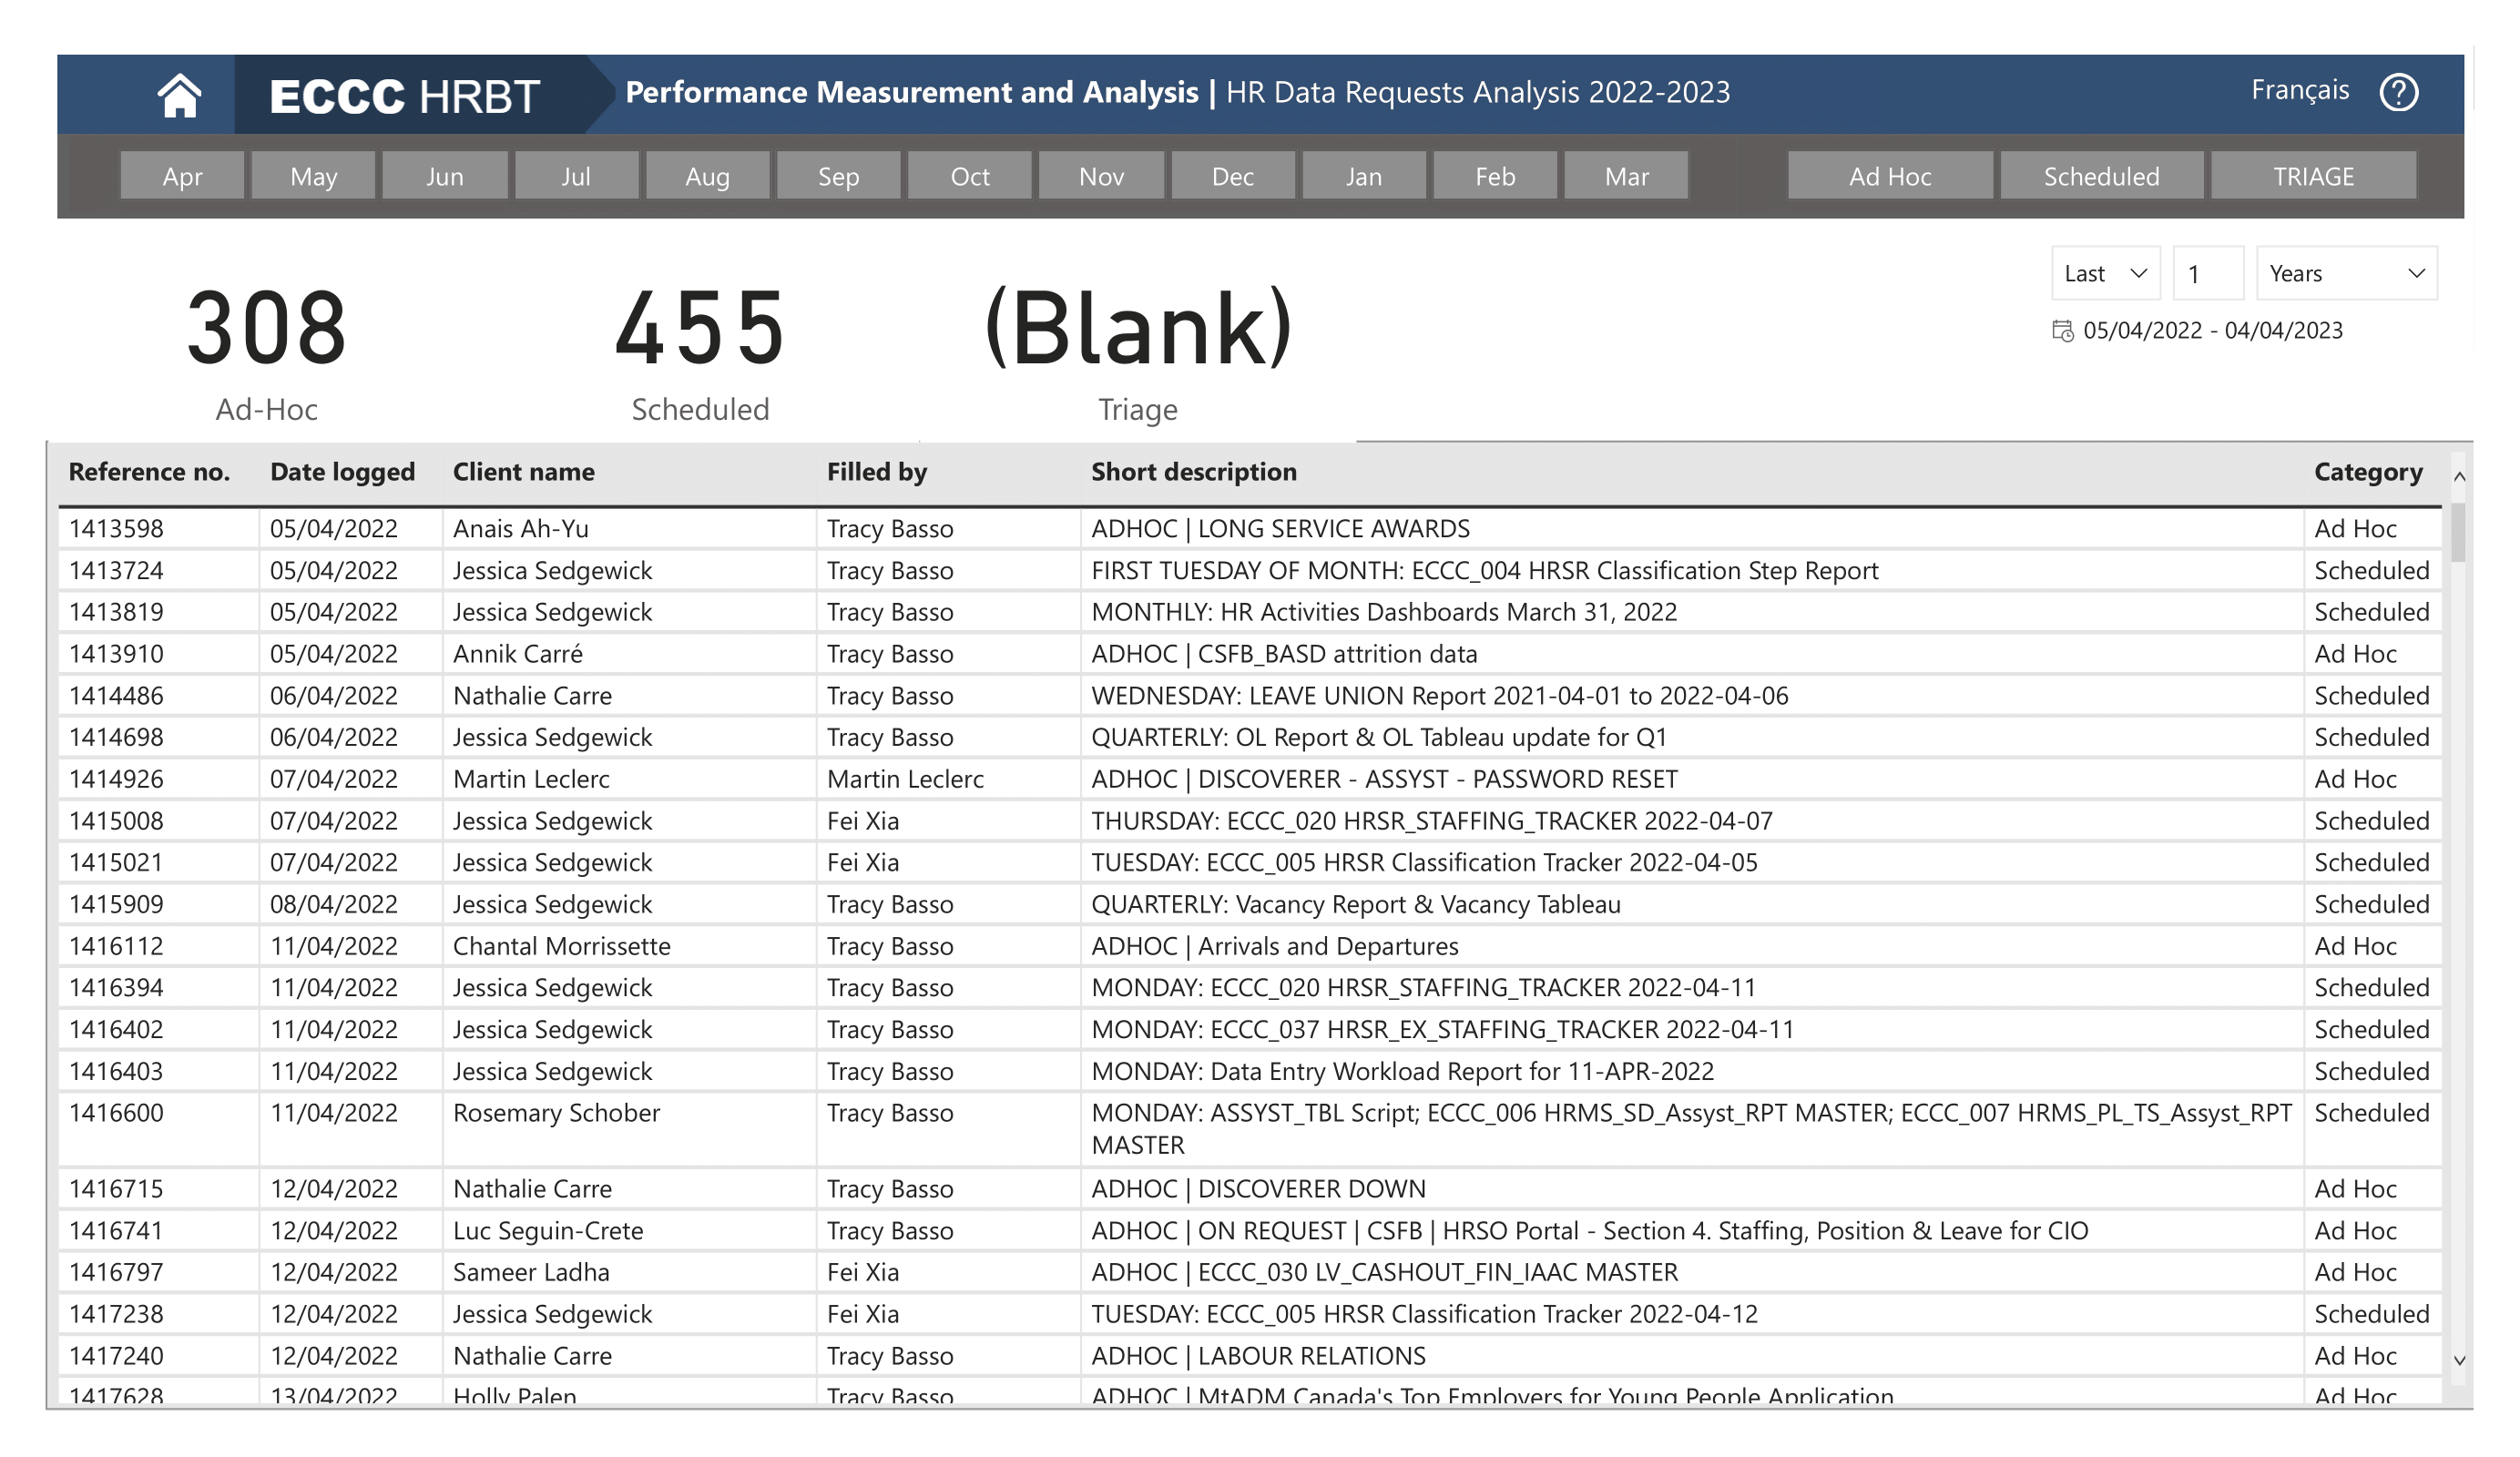 ECCC HRBT Performance Measurement and Analysis | HR Data Requests Analysis 2022-2023 Français ?
Apr May Jun Jul Aug Sep Oct Nov Dec Jan Feb Mar Ad Hoc Scheduled TRIAGE
Last 1 Years
05/04/2022 - 04/04/2023
308 455 (Blank)
Ad-Hoc Scheduled Triage
Reference no. Date logged Client name Filled by Short description Category
1413598 05/04/2022 Anais Ah-Yu Tracy Basso ADHOC | LONG SERVICE AWARDS Ad Hoc
1413724 05/04/2022 Jessica Sedgewick Tracy Basso FIRST TUESDAY OF MONTH: ECCC_004 HRSR Classification Step Report Scheduled
1413819 05/04/2022 Jessica Sedgewick Tracy Basso MONTHLY: HR Activities Dashboards March 31, 2022 Scheduled
1413910 05/04/2022 Annik Carré Tracy Basso ADHOC | CSFB_BASD attrition data Ad Hoc
1414486 06/04/2022 Nathalie Carre Tracy Basso WEDNESDAY: LEAVE UNION Report 2021-04-01 to 2022-04-06 Scheduled
1414698 06/04/2022 Jessica Sedgewick Tracy Basso QUARTERLY: OL Report & OL Tableau update for Q1 Scheduled
1414926 07/04/2022 Martin Leclerc Martin Leclerc ADHOC | DISCOVERER - ASSYST - PASSWORD RESET Ad Hoc
1415008 07/04/2022 Jessica Sedgewick Fei Xia THURSDAY: ECCC_020 HRSR_STAFFING_TRACKER 2022-04-07 Scheduled
1415021 07/04/2022 Jessica Sedgewick Fei Xia TUESDAY: ECCC_005 HRSR Classification Tracker 2022-04-05 Scheduled
1415909 08/04/2022 Jessica Sedgewick Tracy Basso QUARTERLY: Vacancy Report & Vacancy Tableau Scheduled
1416112 11/04/2022 Chantal Morrissette Tracy Basso ADHOC | Arrivals and Departures Ad Hoc
1416394 11/04/2022 Jessica Sedgewick Tracy Basso MONDAY: ECCC_020 HRSR_STAFFING_TRACKER 2022-04-11 Scheduled
1416402 11/04/2022 Jessica Sedgewick Tracy Basso MONDAY: ECCC_037 HRSR_EX_STAFFING_TRACKER 2022-04-11 Scheduled
1416403 11/04/2022 Jessica Sedgewick Tracy Basso MONDAY: Data Entry Workload Report for 11-APR-2022 Scheduled
1416600 11/04/2022 Rosemary Schober Tracy Basso MONDAY: ASSYST_TBL Script; ECCC_006 HRMS_SD_Assyst_RPT MASTER; ECCC_007 HRMS_PL_TS_Assyst_RPT Scheduled
MASTER
1416715 12/04/2022 Nathalie Carre Tracy Basso ADHOC | DISCOVERER DOWN Ad Hoc
1416741 12/04/2022 Luc Seguin-Crete Tracy Basso ADHOC | ON REQUEST | CSFB | HRSO Portal - Section 4. Staffing, Position & Leave for CIO Ad Hoc
1416797 12/04/2022 Sameer Ladha Fei Xia ADHOC | ECCC_030 LV_CASHOUT_FIN_IAAC MASTER Ad Hoc
1417238 12/04/2022 Jessica Sedgewick Fei Xia TUESDAY: ECCC_005 HRSR Classification Tracker 2022-04-12 Scheduled
1417240 12/04/2022 Nathalie Carre Tracy Basso ADHOC | LABOUR RELATIONS Ad Hoc
1417628 13/04/2022 Holly Palen Tracy Basso ADHOC | MtADM Canada's Top Employers for Young People Application Ad Hoc